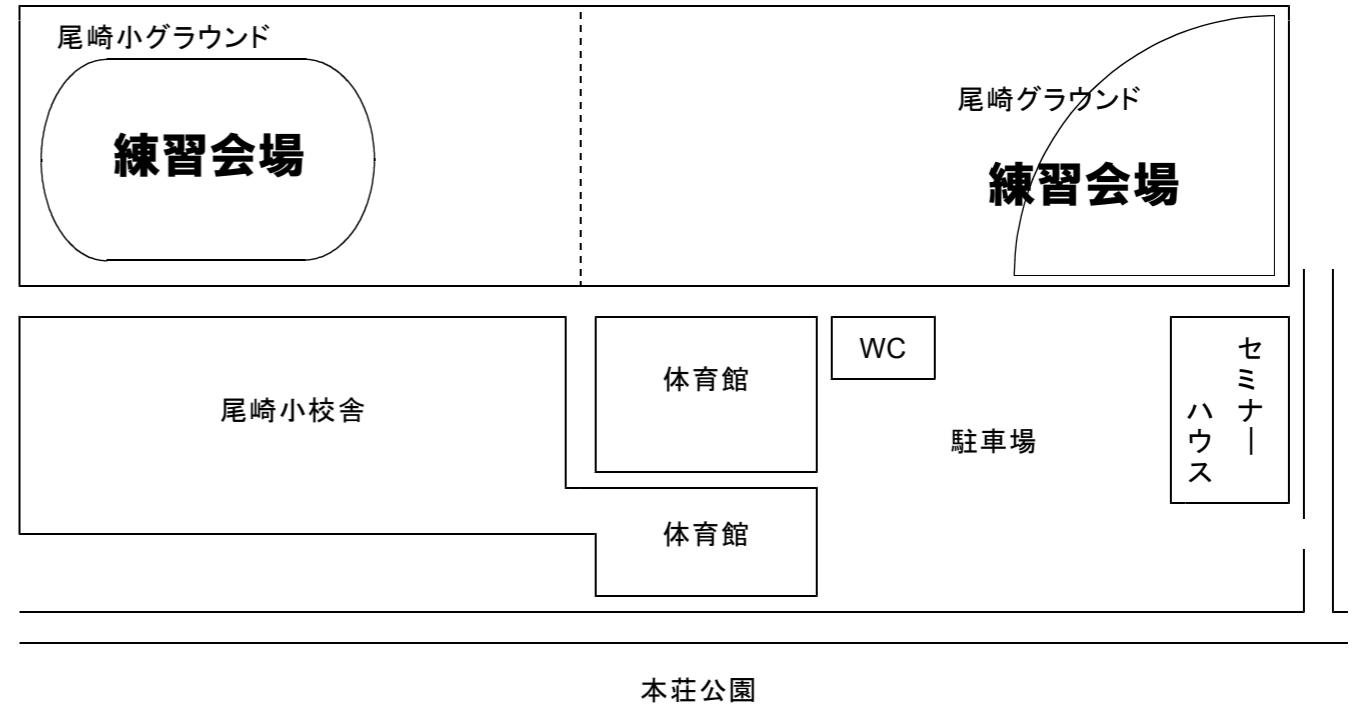 尾崎小グラウンド
練習会場
尾崎グラウンド
練習会場
尾崎小校舎
体育館
WC
駐車場
セミナー
ハウス
体育館
本荘公園